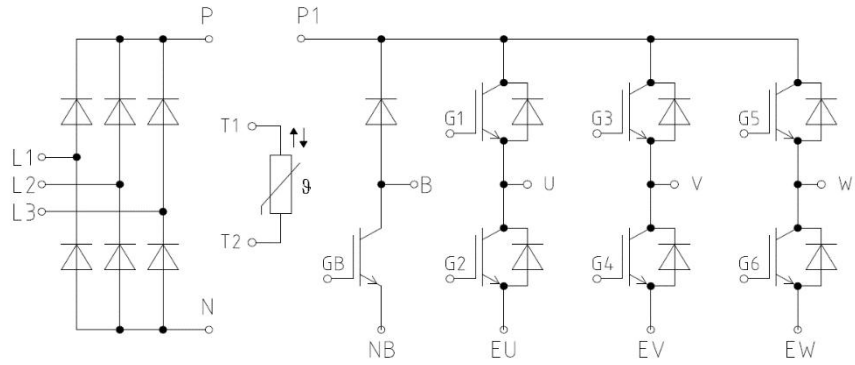 P P1
T1 G1 G3 G5
L1
L2 ϑ B U V W
L3
T2 GB G2 G4 G6
N
NB EU EV EW